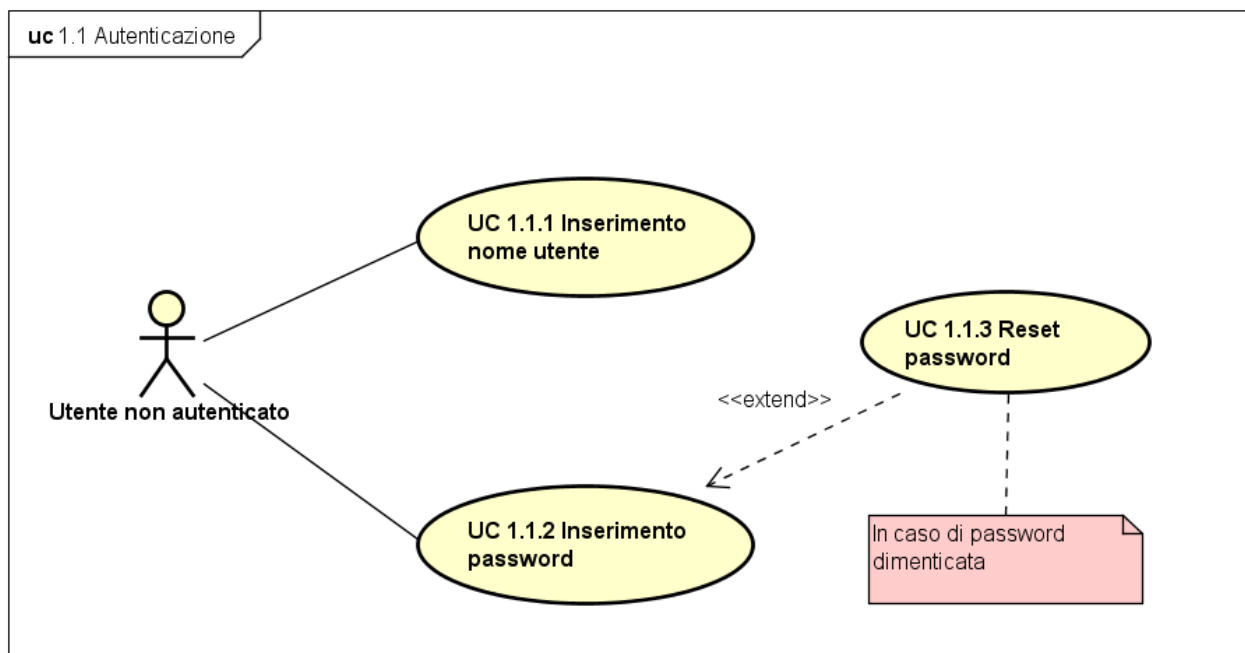 uc 1.1 Autenticazione
UC 1.1.1 Inserimento
nome utente
Utente non autenticato
UC 1.1.3 Reset
password
<<extend>>
UC 1.1.2 Inserimento
password
In caso di password
dimenticata